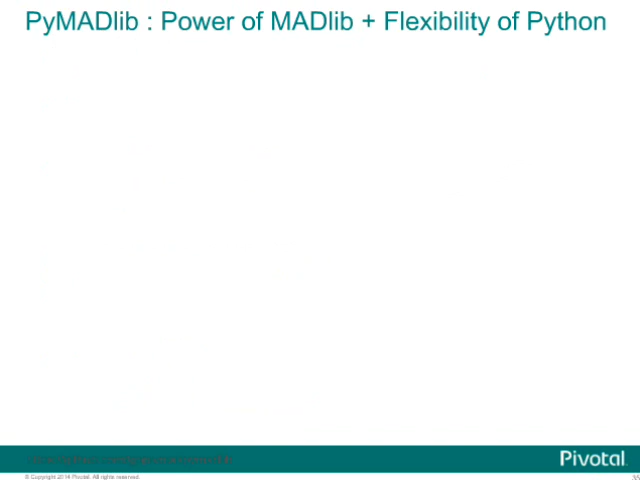 PyMADlib : Power of MADlib + Flexibility of Python
Pivotal
© Copyright 2014 Pivotal. All rights reserved.